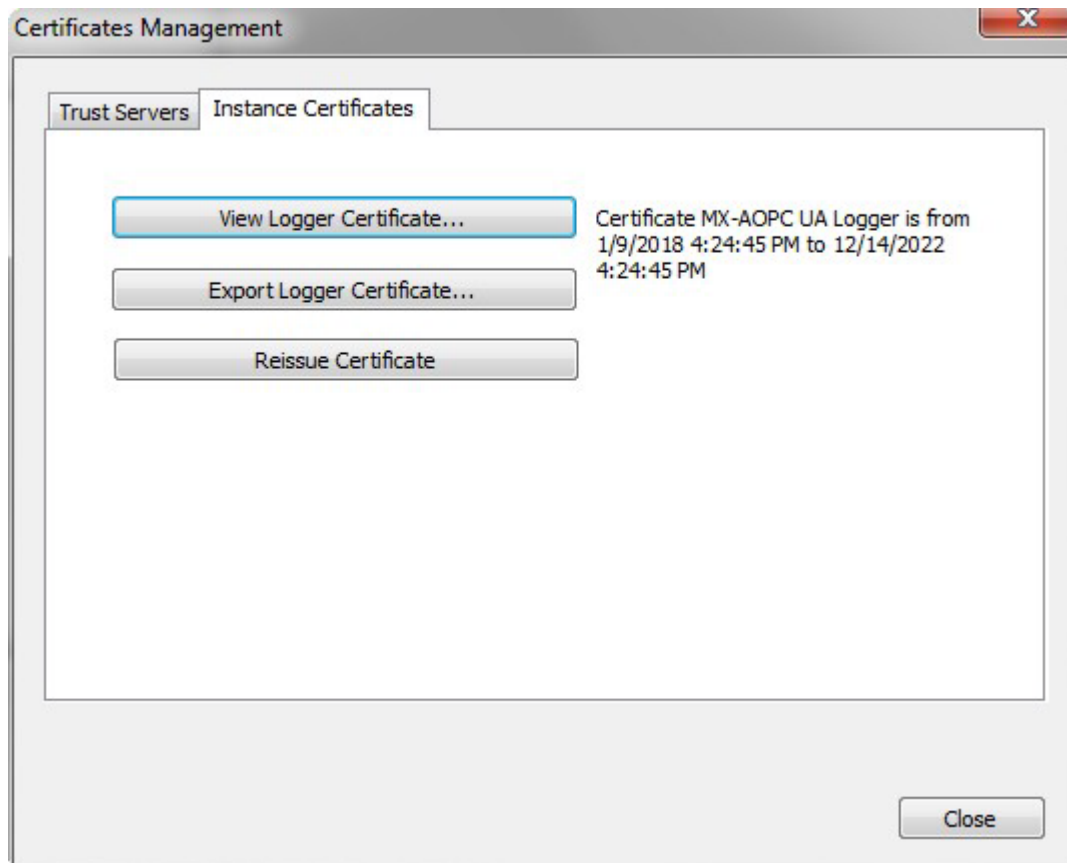 Certificates Management
X
Trust Servers
Instance Certificates
View Logger Certificate...
Certificate MX-AOPC UA Logger is from
1/9/2018 4:24:45 PM to 12/14/2022
4:24:45 PM
Export Logger Certificate...
Reissue Certificate
Close